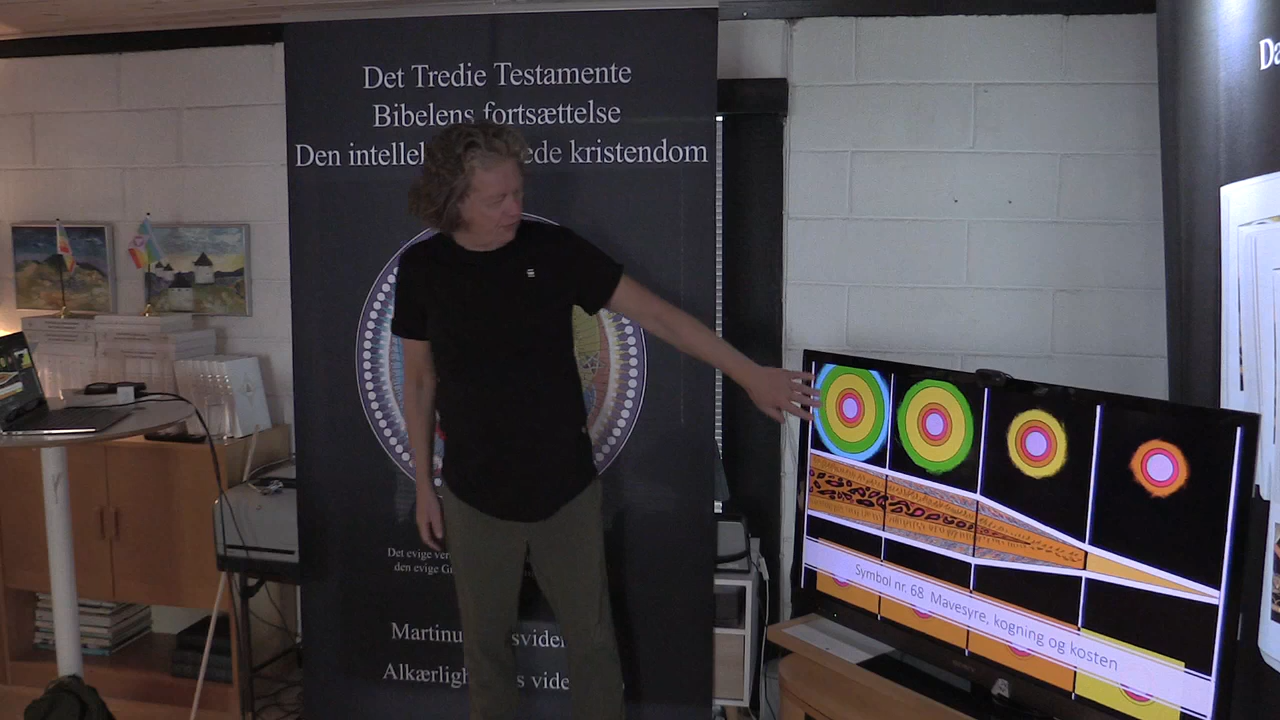 Det Tredie Testamente
Bibelens fortsættelse
Den intellek ede kristendom
Da
Det evige ver
den evige G
Martinu svide
Alkærligh s vide
Symbol nr. 68 Mavesyre, kogning og kosten